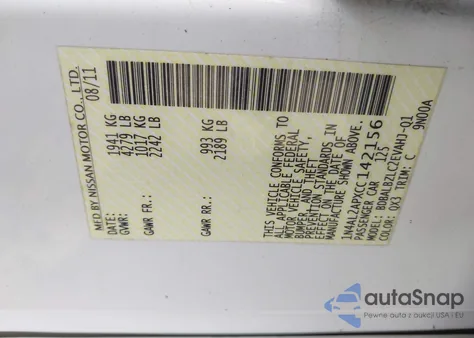 MFD BY NISSAN MOTOR CO., LTD.
08/11
GVWR: 1941 KG
4279 LB
GAWR FR.: 1017 KG
2242 LB
GAWR RR.: 993 KG
2189 LB
THIS VEHICLE CONFORMS TO
ALL APPLICABLE FEDERAL
MOTOR VEHICLE SAFETY,
BUMPER, AND THEFT
PREVENTION STANDARDS IN
EFFECT ON THE DATE OF
MANUFACTURE SHOWN ABOVE.
1N4AL2APXCC142156
PASSENGER CAR 125
MODEL:
COLOR: QX3 TRIM: C 9N00A
autoSnap
Pewne auta z aukcji USA i EU